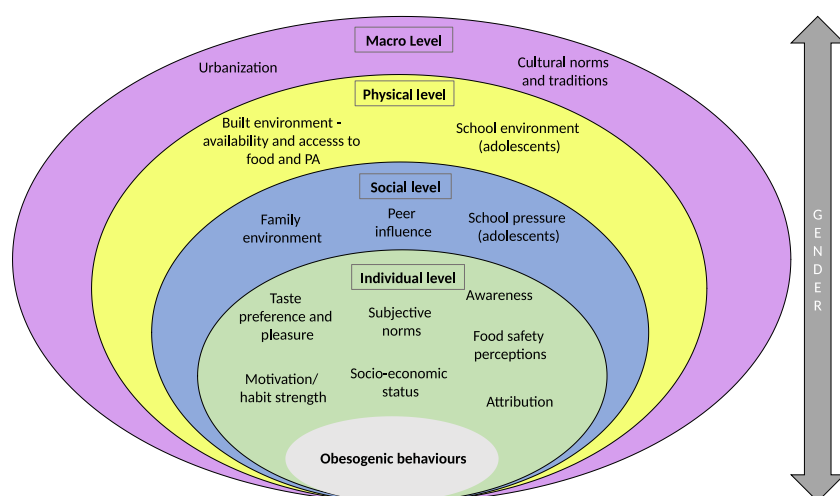 Macro Level
Urbanization
Cultural norms
and traditions
Physical level
Built environment -
availability and accesss to
food and PA
School environment
(adolescents)
Social level
Family
environment
Peer
influence
School pressure
(adolescents)
Individual level
Taste
preference and
pleasure
Subjective
norms
Awareness
Food safety
perceptions
Motivation/
habit strength
Socio-economic
status
Attribution
Obesogenic behaviours
GENDER